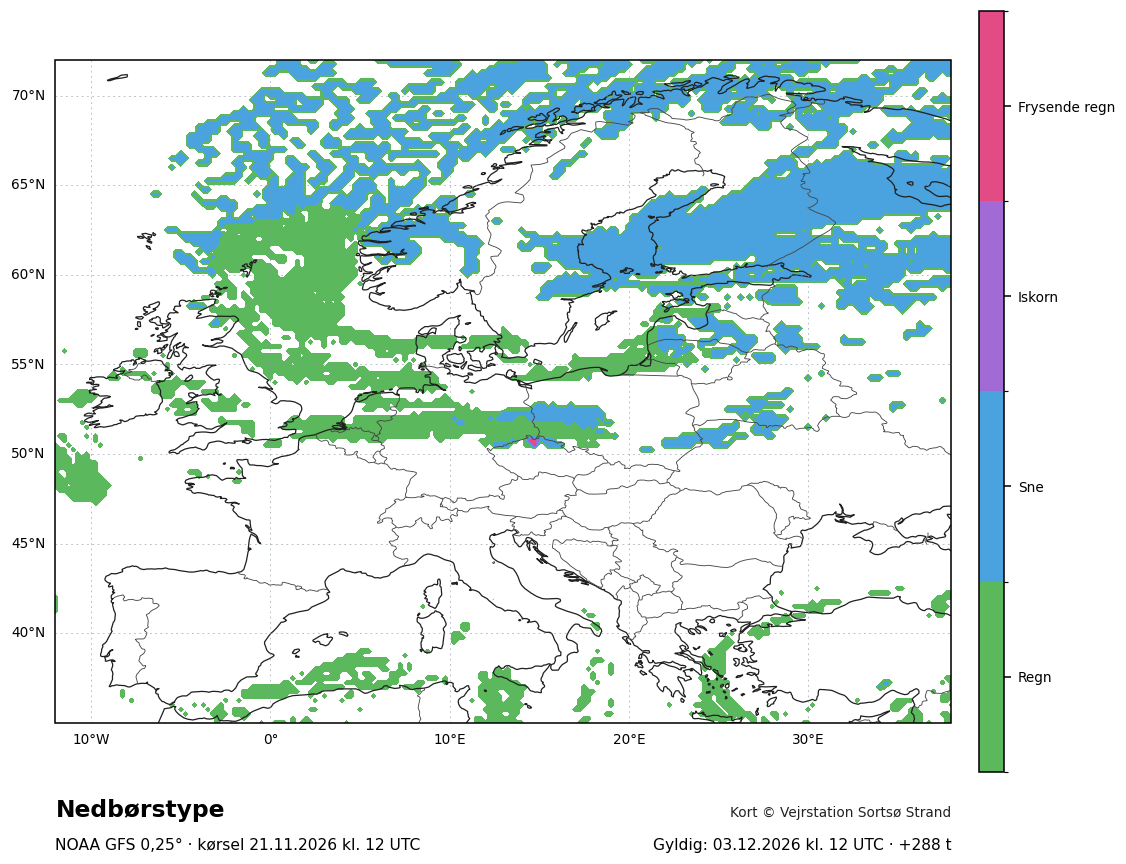 70°N
65°N
60°N
55°N
50°N
45°N
40°N
10°W
0°
10°E
20°E
30°E
Frysende regn
Iskorn
Sne
Regn
Nedbørstype
Kort © Vejrstation Sortsø Strand
NOAA GFS 0,25° · kørsel 21.11.2026 kl. 12 UTC
Gyldig: 03.12.2026 kl. 12 UTC · +288 t